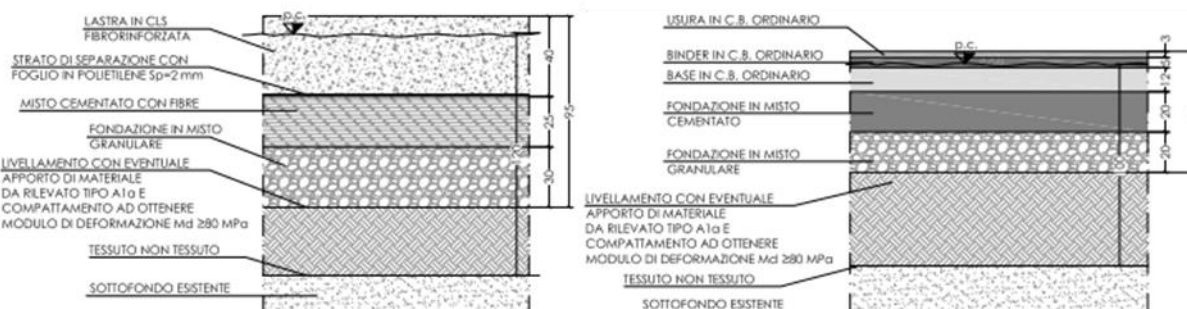 p.c.
LASTRA IN CLS
FIBRORINFORZATA
STRATO DI SEPARAZIONE CON
FOGLIO IN POLIETILENE Sp=2 mm
MISTO CEMENTATO CON FIBRE
FONDAZIONE IN MISTO
GRANULARE
LIVELLAMENTO CON EVENTUALE
APPORTO DI MATERIALE
DA RILEVATO TIPO A1a E
COMPATTAMENTO AD OTTENERE
MODULO DI DEFORMAZIONE Md ≥80 MPa
TESSUTO NON TESSUTO
SOTTOFONDO ESISTENTE
40
25
30
95
p.c.
USURA IN C.B. ORDINARIO
BINDER IN C.B. ORDINARIO
BASE IN C.B. ORDINARIO
FONDAZIONE IN MISTO
CEMENTATO
FONDAZIONE IN MISTO
GRANULARE
LIVELLAMENTO CON EVENTUALE
APPORTO DI MATERIALE
DA RILEVATO TIPO A1a E
COMPATTAMENTO AD OTTENERE
MODULO DI DEFORMAZIONE Md ≥80 MPa
TESSUTO NON TESSUTO
SOTTOFONDO ESISTENTE
3
12
20
20